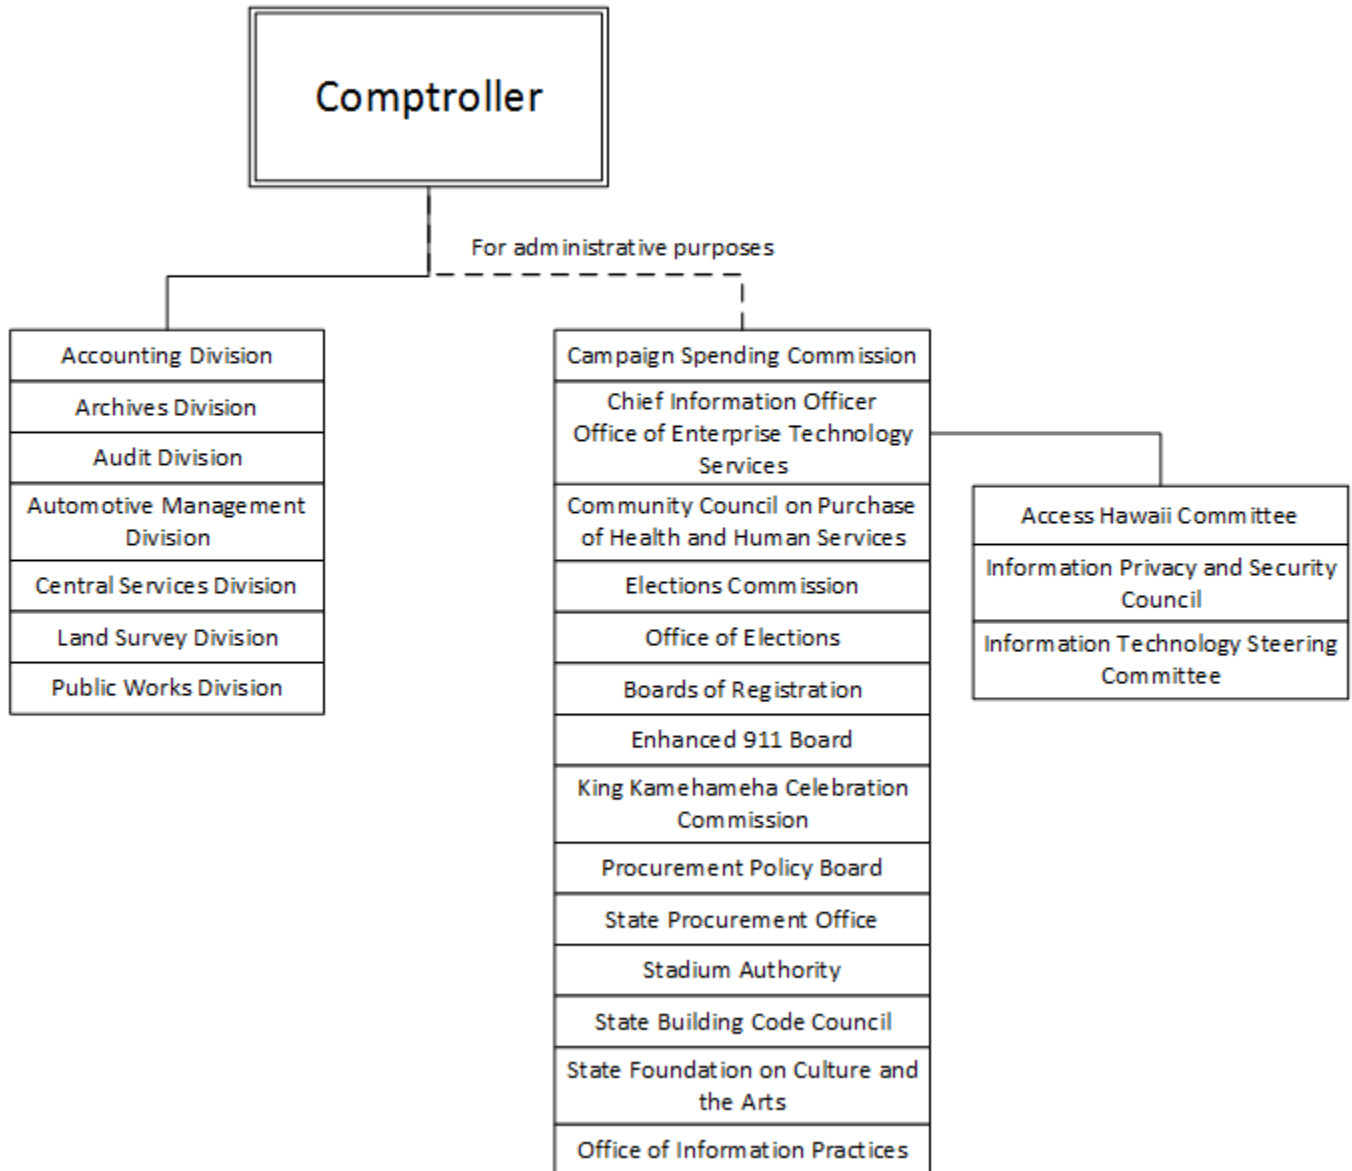 Comptroller
For administrative purposes
Accounting Division
Archives Division
Audit Division
Automotive Management
Division
Central Services Division
Land Survey Division
Public Works Division
Campaign Spending Commission
Chief Information Officer
Office of Enterprise Technology
Services
Community Council on Purchase
of Health and Human Services
Elections Commission
Office of Elections
Boards of Registration
Enhanced 911 Board
King Kamehameha Celebration
Commission
Procurement Policy Board
State Procurement Office
Stadium Authority
State Building Code Council
State Foundation on Culture and
the Arts
Office of Information Practices
Access Hawaii Committee
Information Privacy and Security
Council
Information Technology Steering
Committee